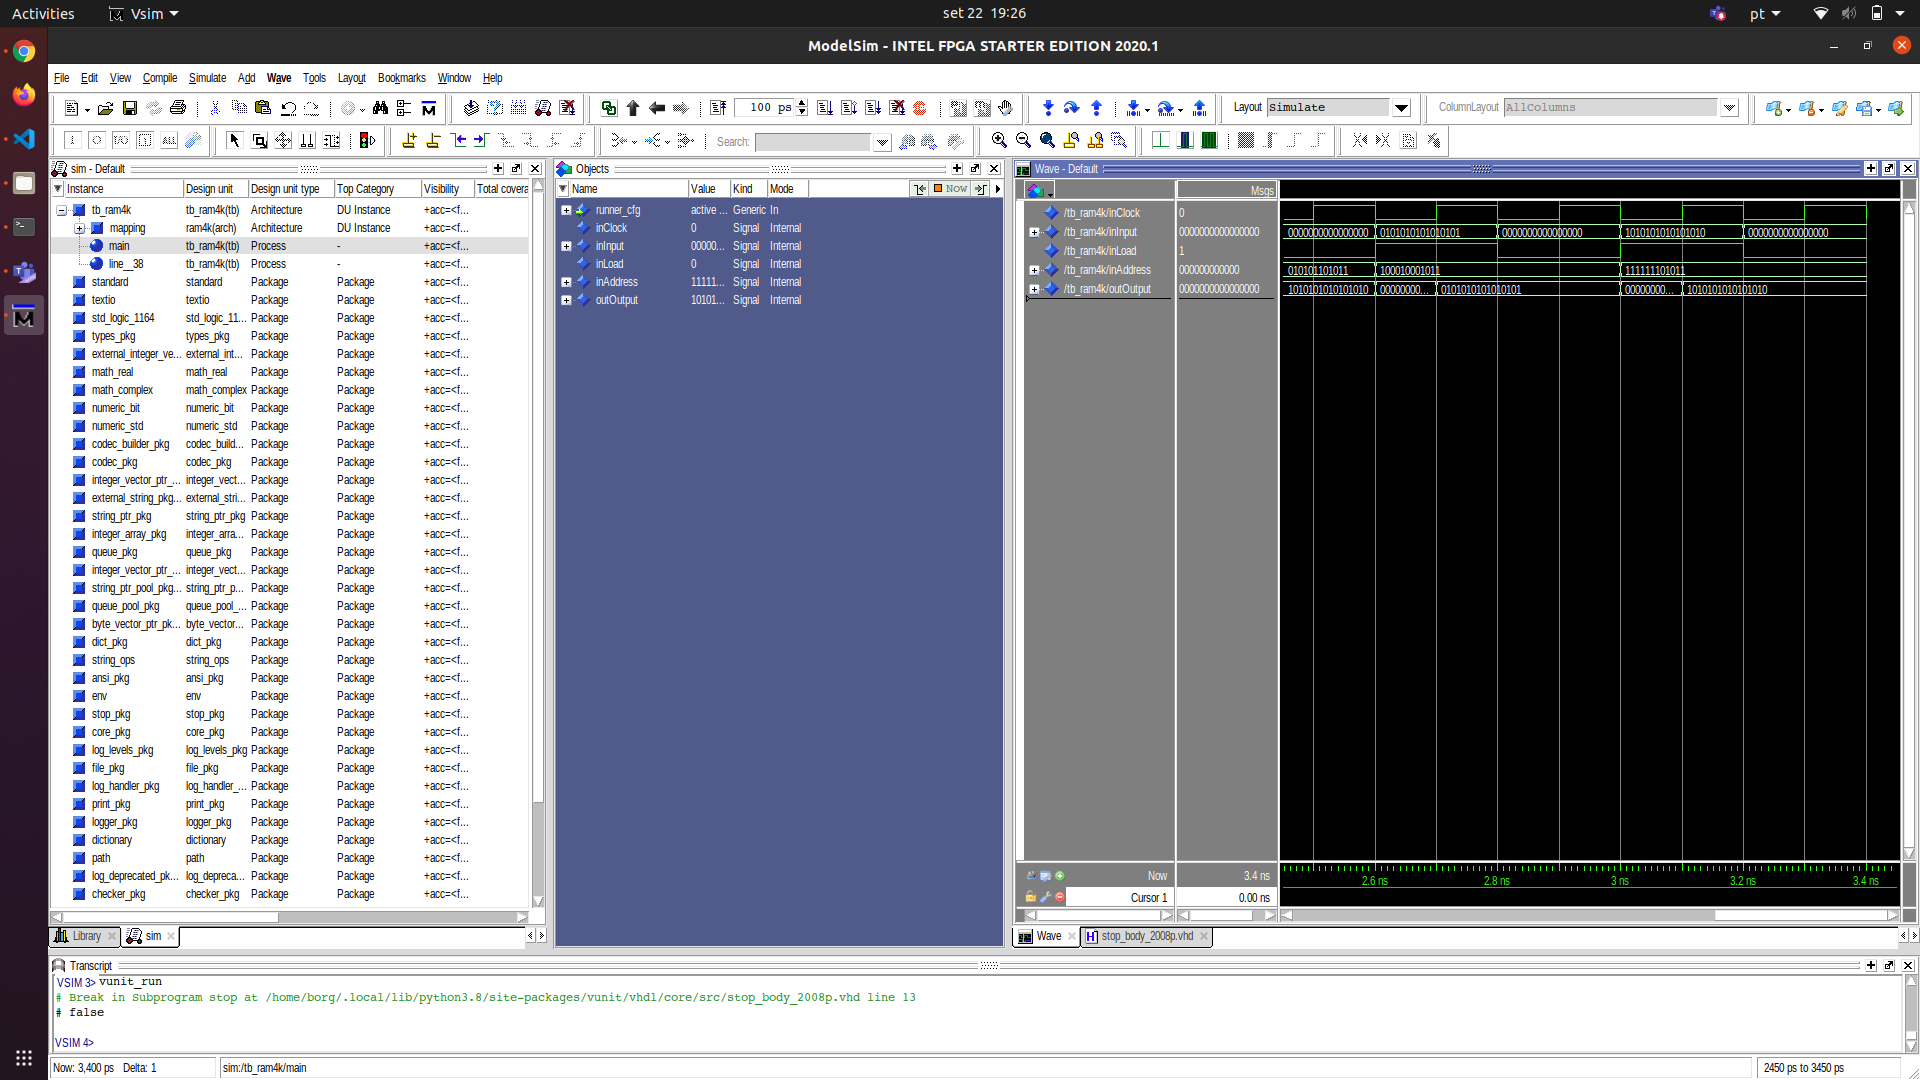 Activities
Vsim
set 22 19:26
pt
ModelSim - INTEL FPGA STARTER EDITION 2020.1
File Edit View Compile Simulate Add Wave Tools Layout Bookmarks Window Help
100 ps
Layout Simulate
ColumnLayout AllColumns
Search:
sim - Default
Instance Design unit Design unit type Top Category Visibility Total covera
tb_ram4k tb_ram4k(tb) Architecture DU Instance +acc=<f...
mapping ram4k(arch) Architecture DU Instance +acc=<f...
main tb_ram4k(tb) Process - +acc=<f...
line__38 tb_ram4k(tb) Process - +acc=<f...
standard standard Package Package +acc=<f...
textio textio Package Package +acc=<f...
std_logic_1164 std_logic_11... Package Package +acc=<f...
types_pkg types_pkg Package Package +acc=<f...
external_integer_ve... external_int... Package Package +acc=<f...
math_real math_real Package Package +acc=<f...
math_complex math_complex Package Package +acc=<f...
numeric_bit numeric_bit Package Package +acc=<f...
numeric_std numeric_std Package Package +acc=<f...
codec_builder_pkg codec_build... Package Package +acc=<f...
codec_pkg codec_pkg Package Package +acc=<f...
integer_vector_ptr_... integer_vect... Package Package +acc=<f...
external_string_pkg... external_stri... Package Package +acc=<f...
string_ptr_pkg string_ptr_pkg Package Package +acc=<f...
integer_array_pkg integer_arra... Package Package +acc=<f...
queue_pkg queue_pkg Package Package +acc=<f...
integer_vector_ptr_... integer_vect... Package Package +acc=<f...
string_ptr_pool_pkg... string_ptr_p... Package Package +acc=<f...
queue_pool_pkg queue_pool_... Package Package +acc=<f...
byte_vector_ptr_pk... byte_vector... Package Package +acc=<f...
dict_pkg dict_pkg Package Package +acc=<f...
string_ops string_ops Package Package +acc=<f...
ansi_pkg ansi_pkg Package Package +acc=<f...
env env Package Package +acc=<f...
stop_pkg stop_pkg Package Package +acc=<f...
core_pkg core_pkg Package Package +acc=<f...
log_levels_pkg log_levels_pkg Package Package +acc=<f...
file_pkg file_pkg Package Package +acc=<f...
log_handler_pkg log_handler_... Package Package +acc=<f...
print_pkg print_pkg Package Package +acc=<f...
logger_pkg logger_pkg Package Package +acc=<f...
dictionary dictionary Package Package +acc=<f...
path path Package Package +acc=<f...
log_deprecated_pk... log_depreca... Package Package +acc=<f...
checker_pkg checker_pkg Package Package +acc=<f...
Library
sim
Objects
Name Value Kind Mode Now
runner_cfg active ... Generic In
inClock 0 Signal Internal
inInput 00000... Signal Internal
inLoad 0 Signal Internal
inAddress 11111... Signal Internal
outOutput 10101... Signal Internal
Wave - Default
Msgs
/tb_ram4k/inClock 0
/tb_ram4k/inInput 0000000000000000 0000000000000000 0101010101010101 0000000000000000 1010101010101010 0000000000000000
/tb_ram4k/inLoad 1
/tb_ram4k/inAddress 000000000000 010101101011 100010001011 111111101011
/tb_ram4k/outOutput 0000000000000000 1010101010101010 00000000... 0101010101010101 00000000... 1010101010101010
Now 3.4 ns 2.6 ns 2.8 ns 3 ns 3.2 ns 3.4 ns
Cursor 1 0.00 ns
Wave
stop_body_2008p.vhd
Transcript
VSIM 3> vunit_run
# Break in Subprogram stop at /home/borg/.local/lib/python3.8/site-packages/vunit/vhdl/core/src/stop_body_2008p.vhd line 13
# false
VSIM 4>
Now: 3,400 ps Delta: 1
sim:/tb_ram4k/main
2450 ps to 3450 ps